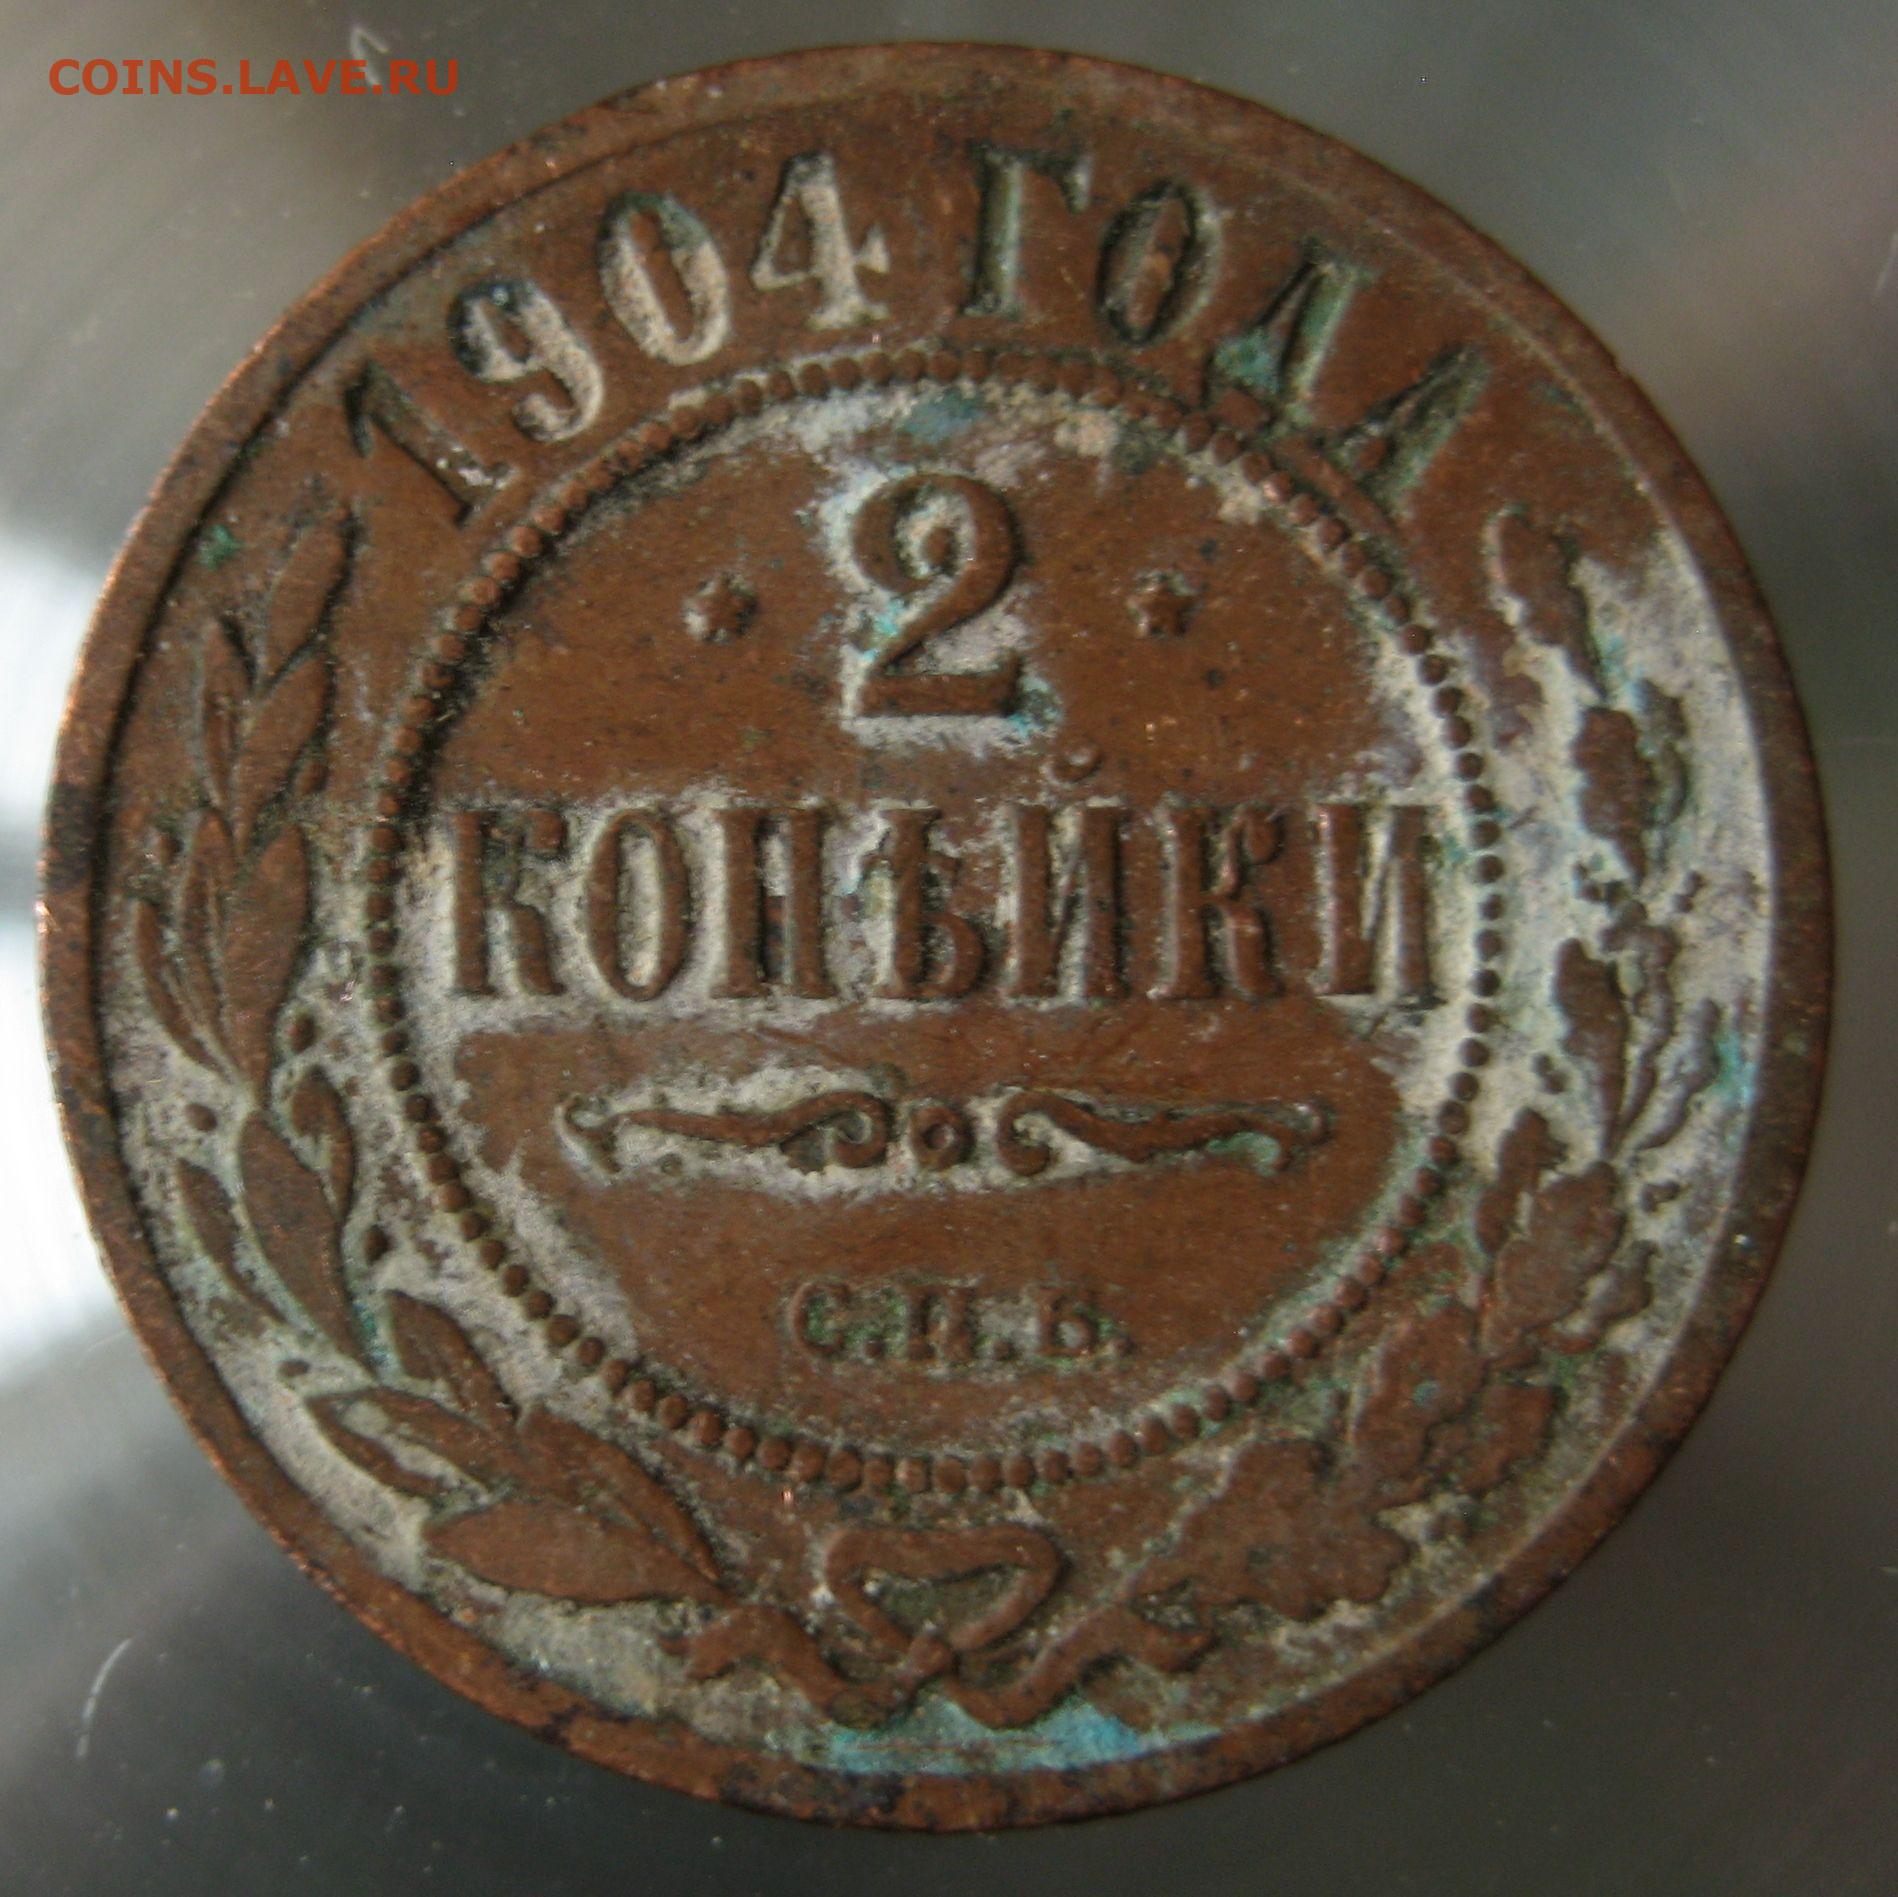 COINS.LAVE.RU
1904 ГОДА
2
КОПѢЙКИ
С.П.Б.